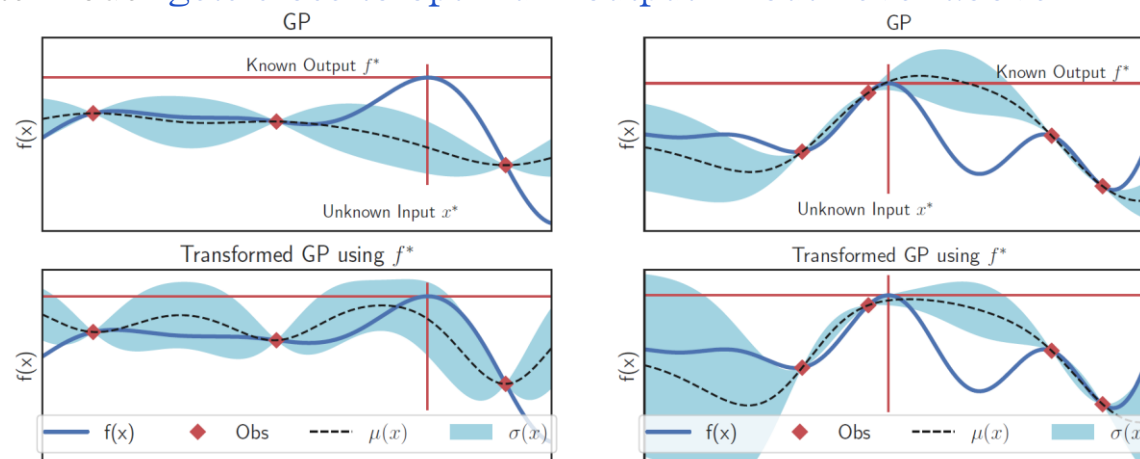 GP
Known Output f*
f(x)
Unknown Input x*
Transformed GP using f*
f(x)
f(x) Obs μ(x) σ(x)
GP
Known Output f*
f(x)
Unknown Input x*
Transformed GP using f*
f(x)
f(x) Obs μ(x) σ(x